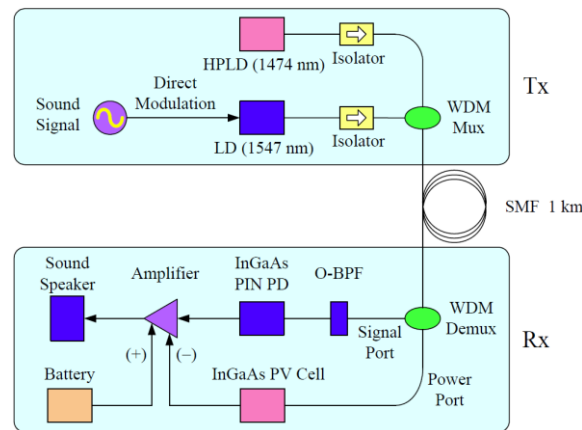 HPLD (1474 nm)
Isolator
Tx
Direct
Modulation
Sound
Signal
LD (1547 nm)
Isolator
WDM
Mux
SMF 1 km
Sound
Speaker
Amplifier
InGaAs
PIN PD
O-BPF
Signal
Port
WDM
Demux
Rx
(+)
(−)
Battery
InGaAs PV Cell
Power
Port